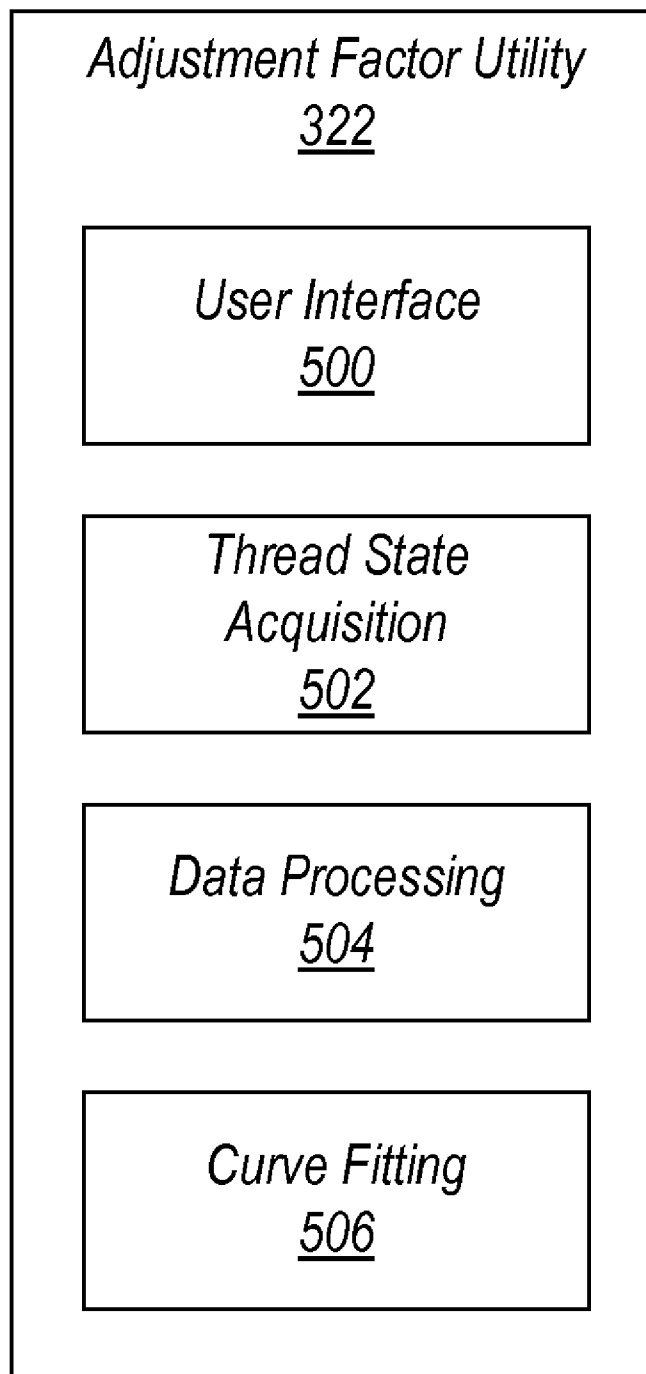 Adjustment Factor Utility
322
User Interface
500
Thread State
Acquisition
502
Data Processing
504
Curve Fitting
506